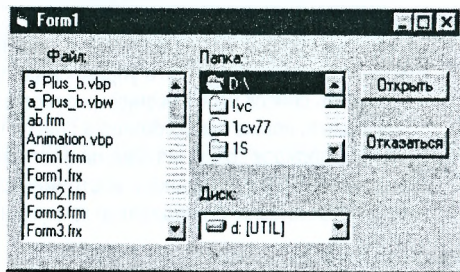 Form1
Файл:
a_Plus_b.vbp
a_Plus_b.vbw
ab.frm
Animation.vbp
Form1.frm
Form1.frx
Form2.frm
Form3.frm
Form3.frx
Папка:
D:\
!vc
1cv77
1S
Диск:
d: [UTIL]
Открыть
Отказаться